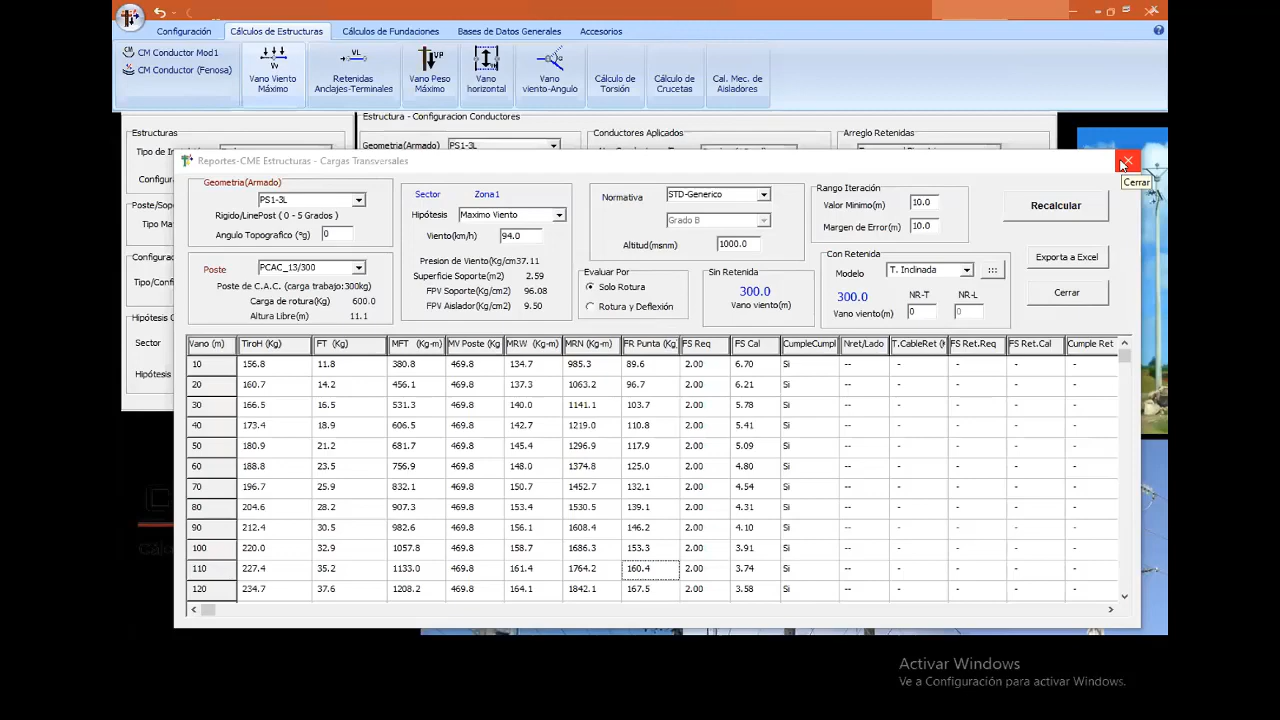 Configuración Cálculos de Estructuras Cálculos de Fundaciones Bases de Datos Generales Accesorios
CM Conductor Mod1
CM Conductor (Fenosa)
Vv
Vano Viento
Máximo
VL
Retenidas
Anclajes-Terminales
VP
Vano Peso
Máximo
Vano
horizontal
Vano
viento-Angulo
Cálculo de
Torsión
Cálculo de
Crucetas
Cal. Mec. de
Aisladores
Estructura - Configuracion Conductores
Estructuras
Geometría(Armado) PS1-3L
Conductores Aplicados
Arreglo Retenidas
Reportes-CME Estructuras - Cargas Transversales
Cerrar
Geometria(Armado)
PS1-3L
Rigido/LinePost ( 0 - 5 Grados )
Angulo Topografico (°g) 0
Poste PCAC_13/300
Poste de C.A.C. (carga trabajo:300kg)
Carga de rotura(Kg) 600.0
Altura Libre(m) 11.1
Sector Zona1
Hipótesis Maximo Viento
Viento(km/h) 94.0
Presion de Viento(Kg/cm2) 37.11
Superficie Soporte(m2) 2.59
FPV Soporte(Kg/cm2) 96.08
FPV Aislador(Kg/cm2) 9.50
Normativa STD-Generico
Grado B
Altitud(msnm) 1000.0
Evaluar Por
Solo Rotura
Rotura y Deflexión
Sin Retenida
300.0
Vano viento(m)
Rango Iteración
Valor Minimo(m) 10.0
Margen de Error(m) 10.0
Con Retenida
Modelo T. Inclinada :::
300.0 NR-T NR-L
Vano viento(m) 0 0
Recalcular
Exporta a Excel
Cerrar
Vano (m) TiroH (Kg) FT (Kg) MFT (Kg-m) MV Poste (Kg MRW (Kg-m) MRN (Kg-m) FR Punta (Kg FS Req FS Cal CumpleCumpl Nret/Lado T.CableRet (K FS Ret.Req FS Ret.Cal Cumple Ret
10 156.8 11.8 380.8 469.8 134.7 985.3 89.6 2.00 6.70 Si -- - - - -
20 160.7 14.2 456.1 469.8 137.3 1063.2 96.7 2.00 6.21 Si -- - - - -
30 166.5 16.5 531.3 469.8 140.0 1141.1 103.7 2.00 5.78 Si -- - - - -
40 173.4 18.9 606.5 469.8 142.7 1219.0 110.8 2.00 5.41 Si -- - - - -
50 180.9 21.2 681.7 469.8 145.4 1296.9 117.9 2.00 5.09 Si -- - - - -
60 188.8 23.5 756.9 469.8 148.0 1374.8 125.0 2.00 4.80 Si -- - - - -
70 196.7 25.9 832.1 469.8 150.7 1452.7 132.1 2.00 4.54 Si -- - - - -
80 204.6 28.2 907.3 469.8 153.4 1530.5 139.1 2.00 4.31 Si -- - - - -
90 212.4 30.5 982.6 469.8 156.1 1608.4 146.2 2.00 4.10 Si -- - - - -
100 220.0 32.9 1057.8 469.8 158.7 1686.3 153.3 2.00 3.91 Si -- - - - -
110 227.4 35.2 1133.0 469.8 161.4 1764.2 160.4 2.00 3.74 Si -- - - - -
120 234.7 37.6 1208.2 469.8 164.1 1842.1 167.5 2.00 3.58 Si -- - - - -
Tipo de
Configura
Poste/Sopo
Tipo Ma
Configurac
Tipo/Confi
Hipótesis C
Sector
Hipótesis
Activar Windows
Ve a Configuración para activar Windows.